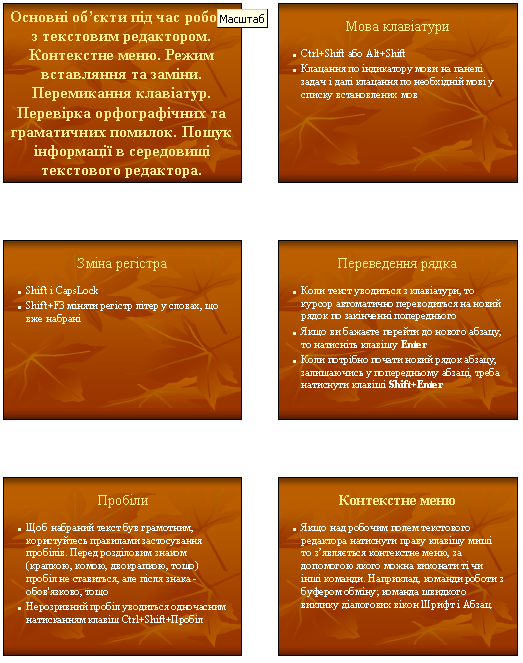 Основні об’єкти під час робо
Масштаб
з текстовим редактором.
Контекстне меню. Режим
вставляння та заміни.
Перемикання клавіатур.
Перевірка орфографічних та
граматичних помилок. Пошук
інформації в середовищі
текстового редактора.
Мова клавіатури
Ctrl+Shift або Alt+Shift
Клацання по індикатору мови на панелі
задач і далі клацання по необхідній мові у
списку встановлених мов
Зміна регістра
Shift і CapsLock
Shift+F3 міняти регістр літер у словах, що
вже набрані
Переведення рядка
Коли текст уводиться з клавіатури, то
курсор автоматично переводиться на новий
рядок по закінченні попереднього
Якщо ви бажаєте перейти до нового абзацу,
то натисніть клавішу Enter
Коли потрібно почати новий рядок абзацу,
залишаючись у попередньому абзаці, треба
натиснути клавіші Shift+Enter
Пробіли
Щоб набраний текст був грамотним,
користуйтесь правилами застосування
пробілів. Перед розділовим знаком
(крапкою, комою, двокрапкою, тощо)
пробіл не ставиться, але після знака -
обов'язково, тощо
Нерозривний пробіл уводиться одночасним
натисканням клавіш Ctrl+Shift+Пробіл
Контекстне меню
Якщо над робочим полем текстового
редактора натиснути праву клавішу миші
то з’являється контекстне меню, за
допомогою якого можна виконати ті чи
інші команди. Наприклад, команди роботи з
буфером обміну; команда швидкого
виклику діалогових вікон Шрифт і Абзац.